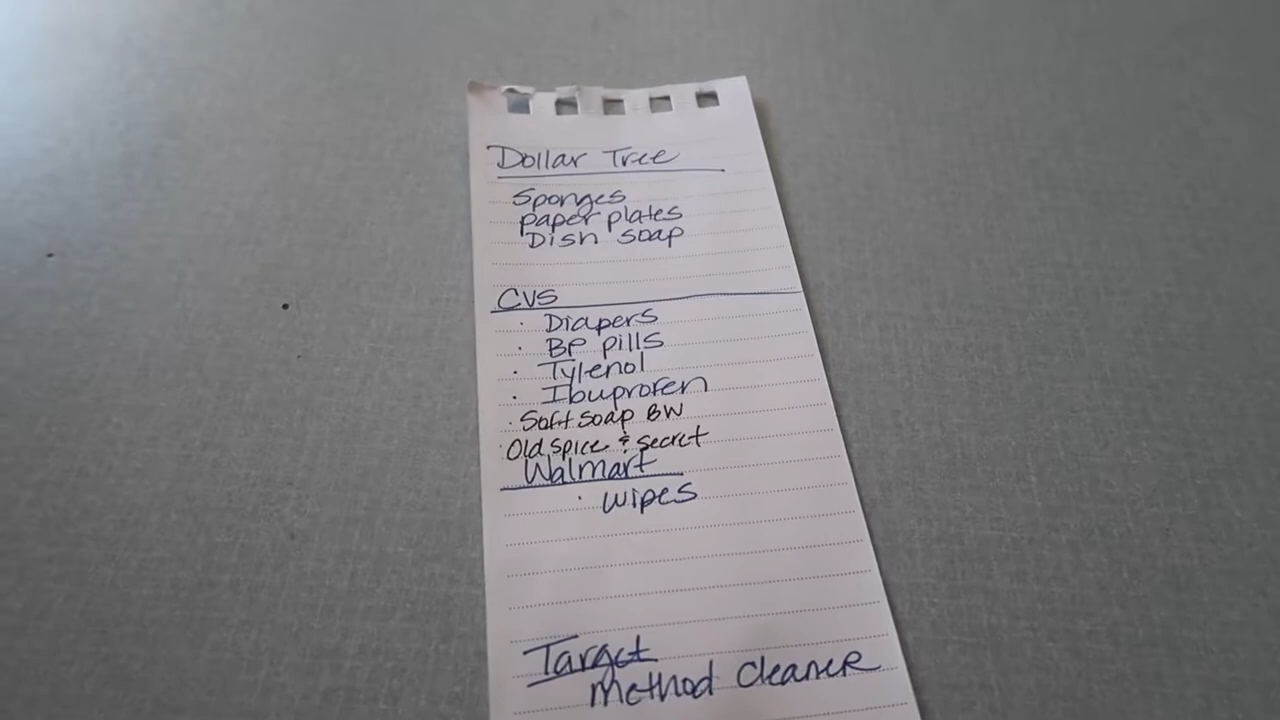 Dollar Tree
Sponges
paper plates
Dish soap
CVS
· Diapers
· BP pills
· Tylenol
· Ibuprofen
· Soft soap BW
· Old spice & secret
Walmart
· wipes
Target
method cleaner